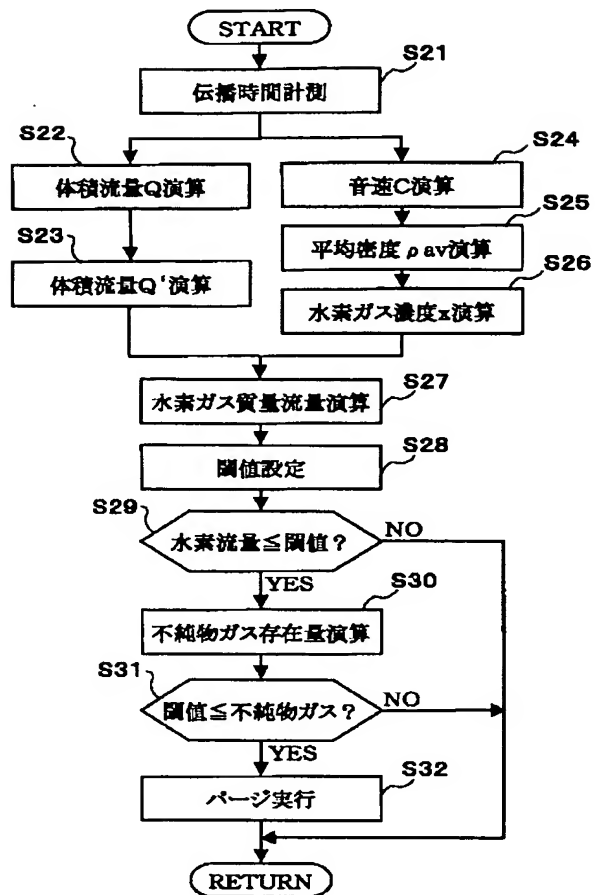 START
S21
伝播時間計測
S22
体積流量Q演算
S23
体積流量Q'演算
S24
音速C演算
S25
平均密度ρav演算
S26
水素ガス濃度x演算
S27
水素ガス質量流量演算
S28
閾値設定
S29
水素流量≦閾値?
NO
YES
S30
不純物ガス存在量演算
S31
閾値≦不純物ガス?
NO
YES
S32
パージ実行
RETURN